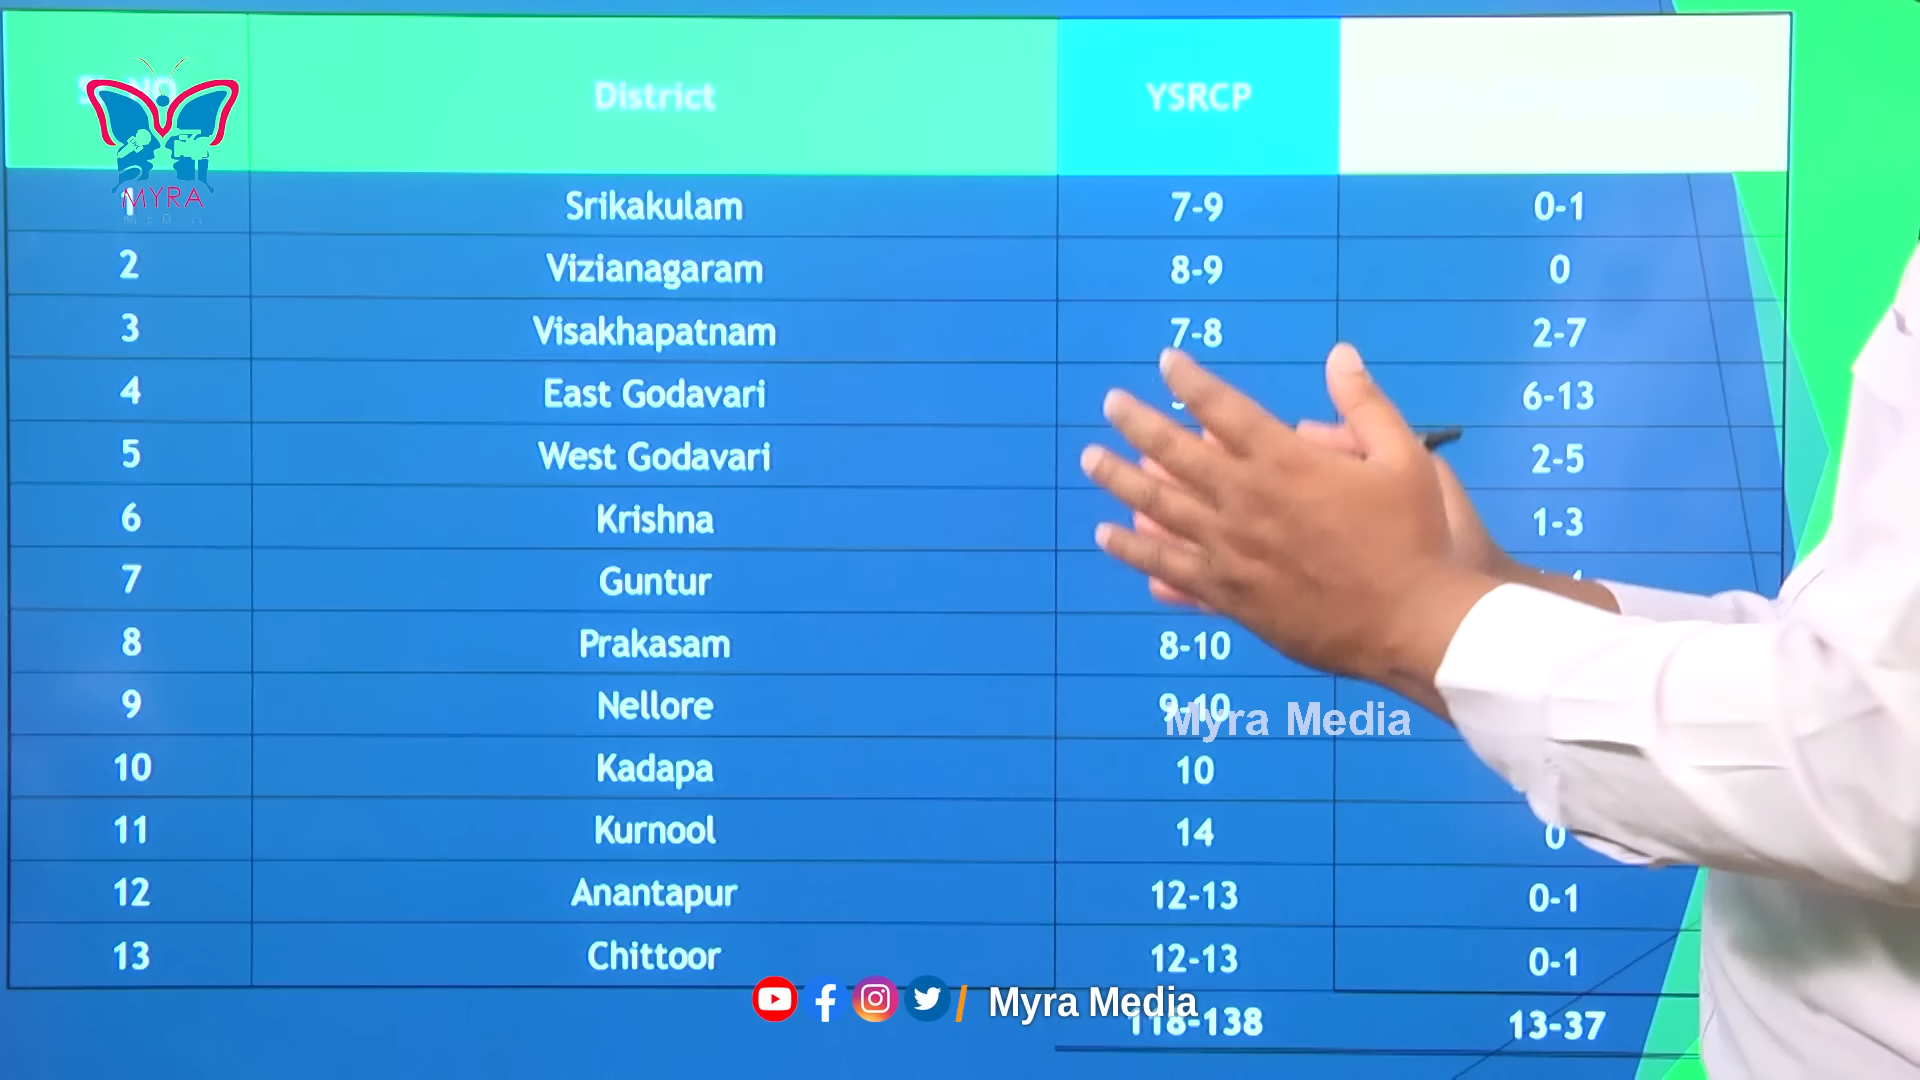 District YSRCP
1 Srikakulam 7-9 0-1
2 Vizianagaram 8-9 0
3 Visakhapatnam 7-8 2-7
4 East Godavari 6-13
5 West Godavari 2-5
6 Krishna 1-3
7 Guntur
8 Prakasam 8-10
9 Nellore 9-10
10 Kadapa 10
11 Kurnool 14 0
12 Anantapur 12-13 0-1
13 Chittoor 12-13 0-1
118-138 13-37
MYRA
MEDIA
Myra Media
/ Myra Media